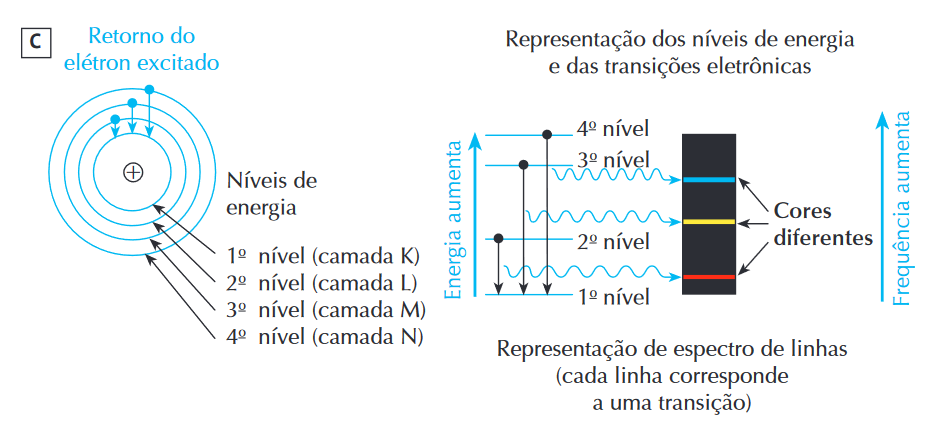 C
Retorno do
elétron excitado
Níveis de
energia
1º nível (camada K)
2º nível (camada L)
3º nível (camada M)
4º nível (camada N)
Representação dos níveis de energia
e das transições eletrônicas
Energia aumenta
4º nível
3º nível
2º nível
1º nível
Cores
diferentes
Frequência aumenta
Representação de espectro de linhas
(cada linha corresponde
a uma transição)